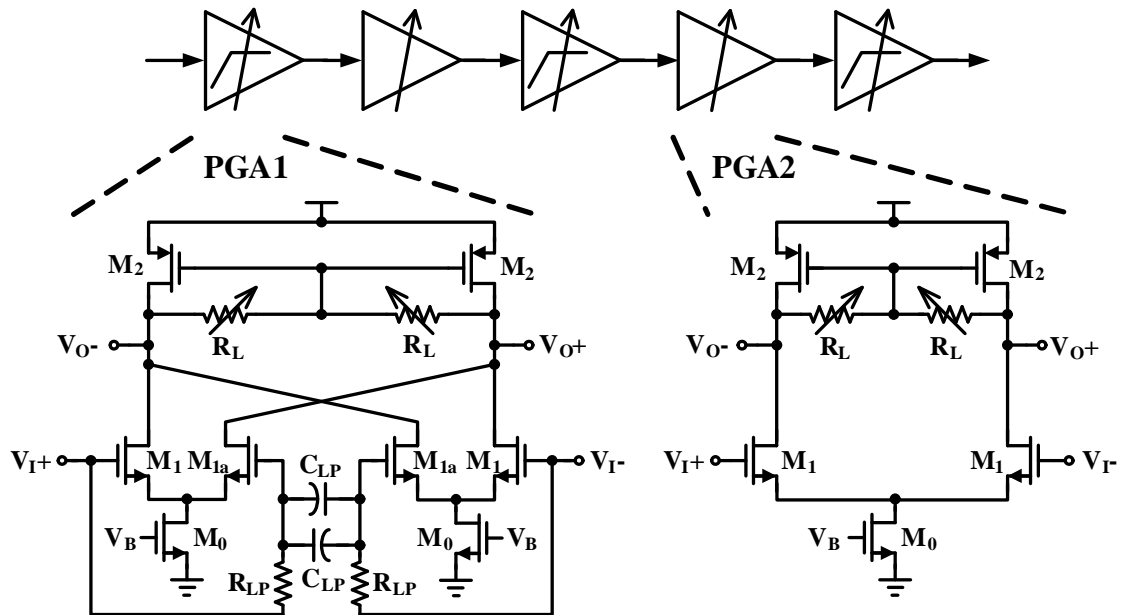 PGA1
PGA2
M2
M2
M2
M2
RL
RL
RL
RL
VO-
VO+
VO-
VO+
VI+
M1
M1a
CLP
M1a
M1
VI-
VI+
M1
M1
VI-
VB
M0
M0
VB
VB
M0
RLP
CLP
RLP